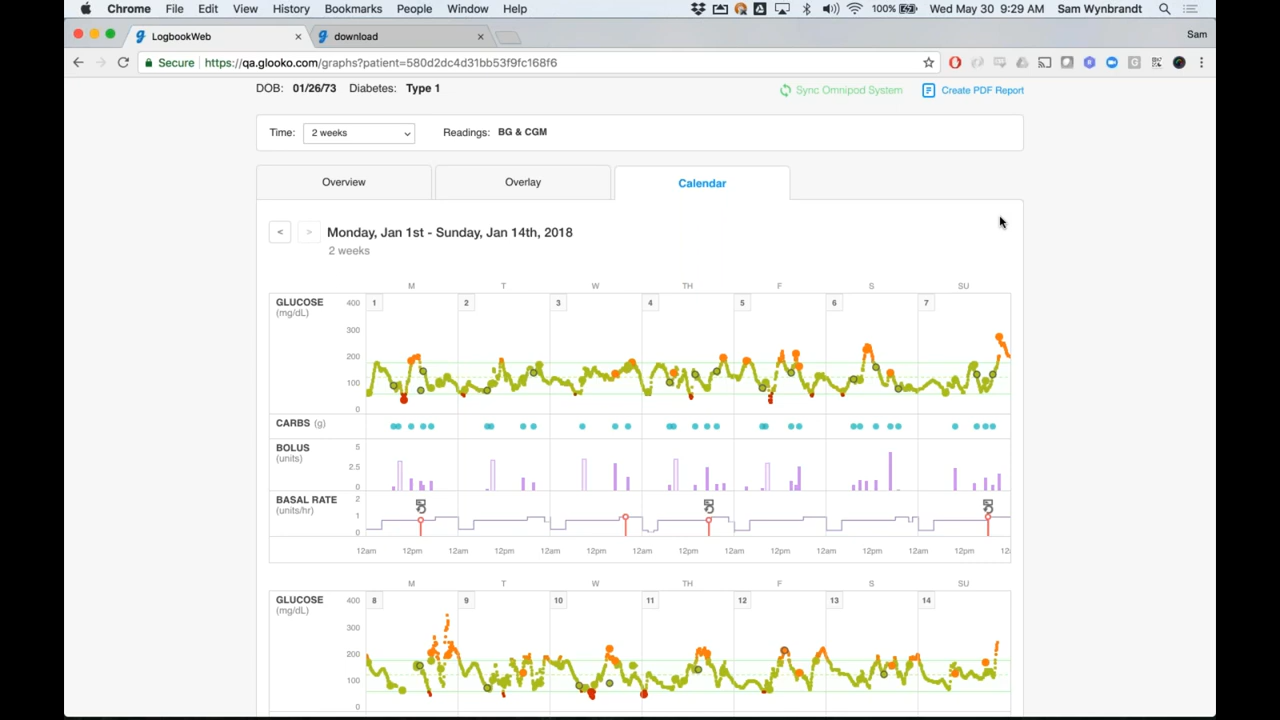 Chrome File Edit View History Bookmarks People Window Help 100% Wed May 30 9:29 AM Sam Wynbrandt
LogbookWeb × download × Sam
Secure https://qa.glooko.com/graphs?patient=580d2dc4d31bb53f9fc168f6
DOB: 01/26/73 Diabetes: Type 1 Sync Omnipod System Create PDF Report
Time: 2 weeks Readings: BG & CGM
Overview Overlay Calendar
< > Monday, Jan 1st - Sunday, Jan 14th, 2018
2 weeks
M T W TH F S SU
GLUCOSE 400 1 2 3 4 5 6 7
(mg/dL)
300
200
100
0
CARBS (g)
BOLUS 5
(units) 2.5
0
BASAL RATE 2
(units/hr) 1
0
12am 12pm 12am 12pm 12am 12pm 12am 12pm 12am 12pm 12am 12pm 12am 12pm 12
M T W TH F S SU
GLUCOSE 400 8 9 10 11 12 13 14
(mg/dL)
300
200
100
0